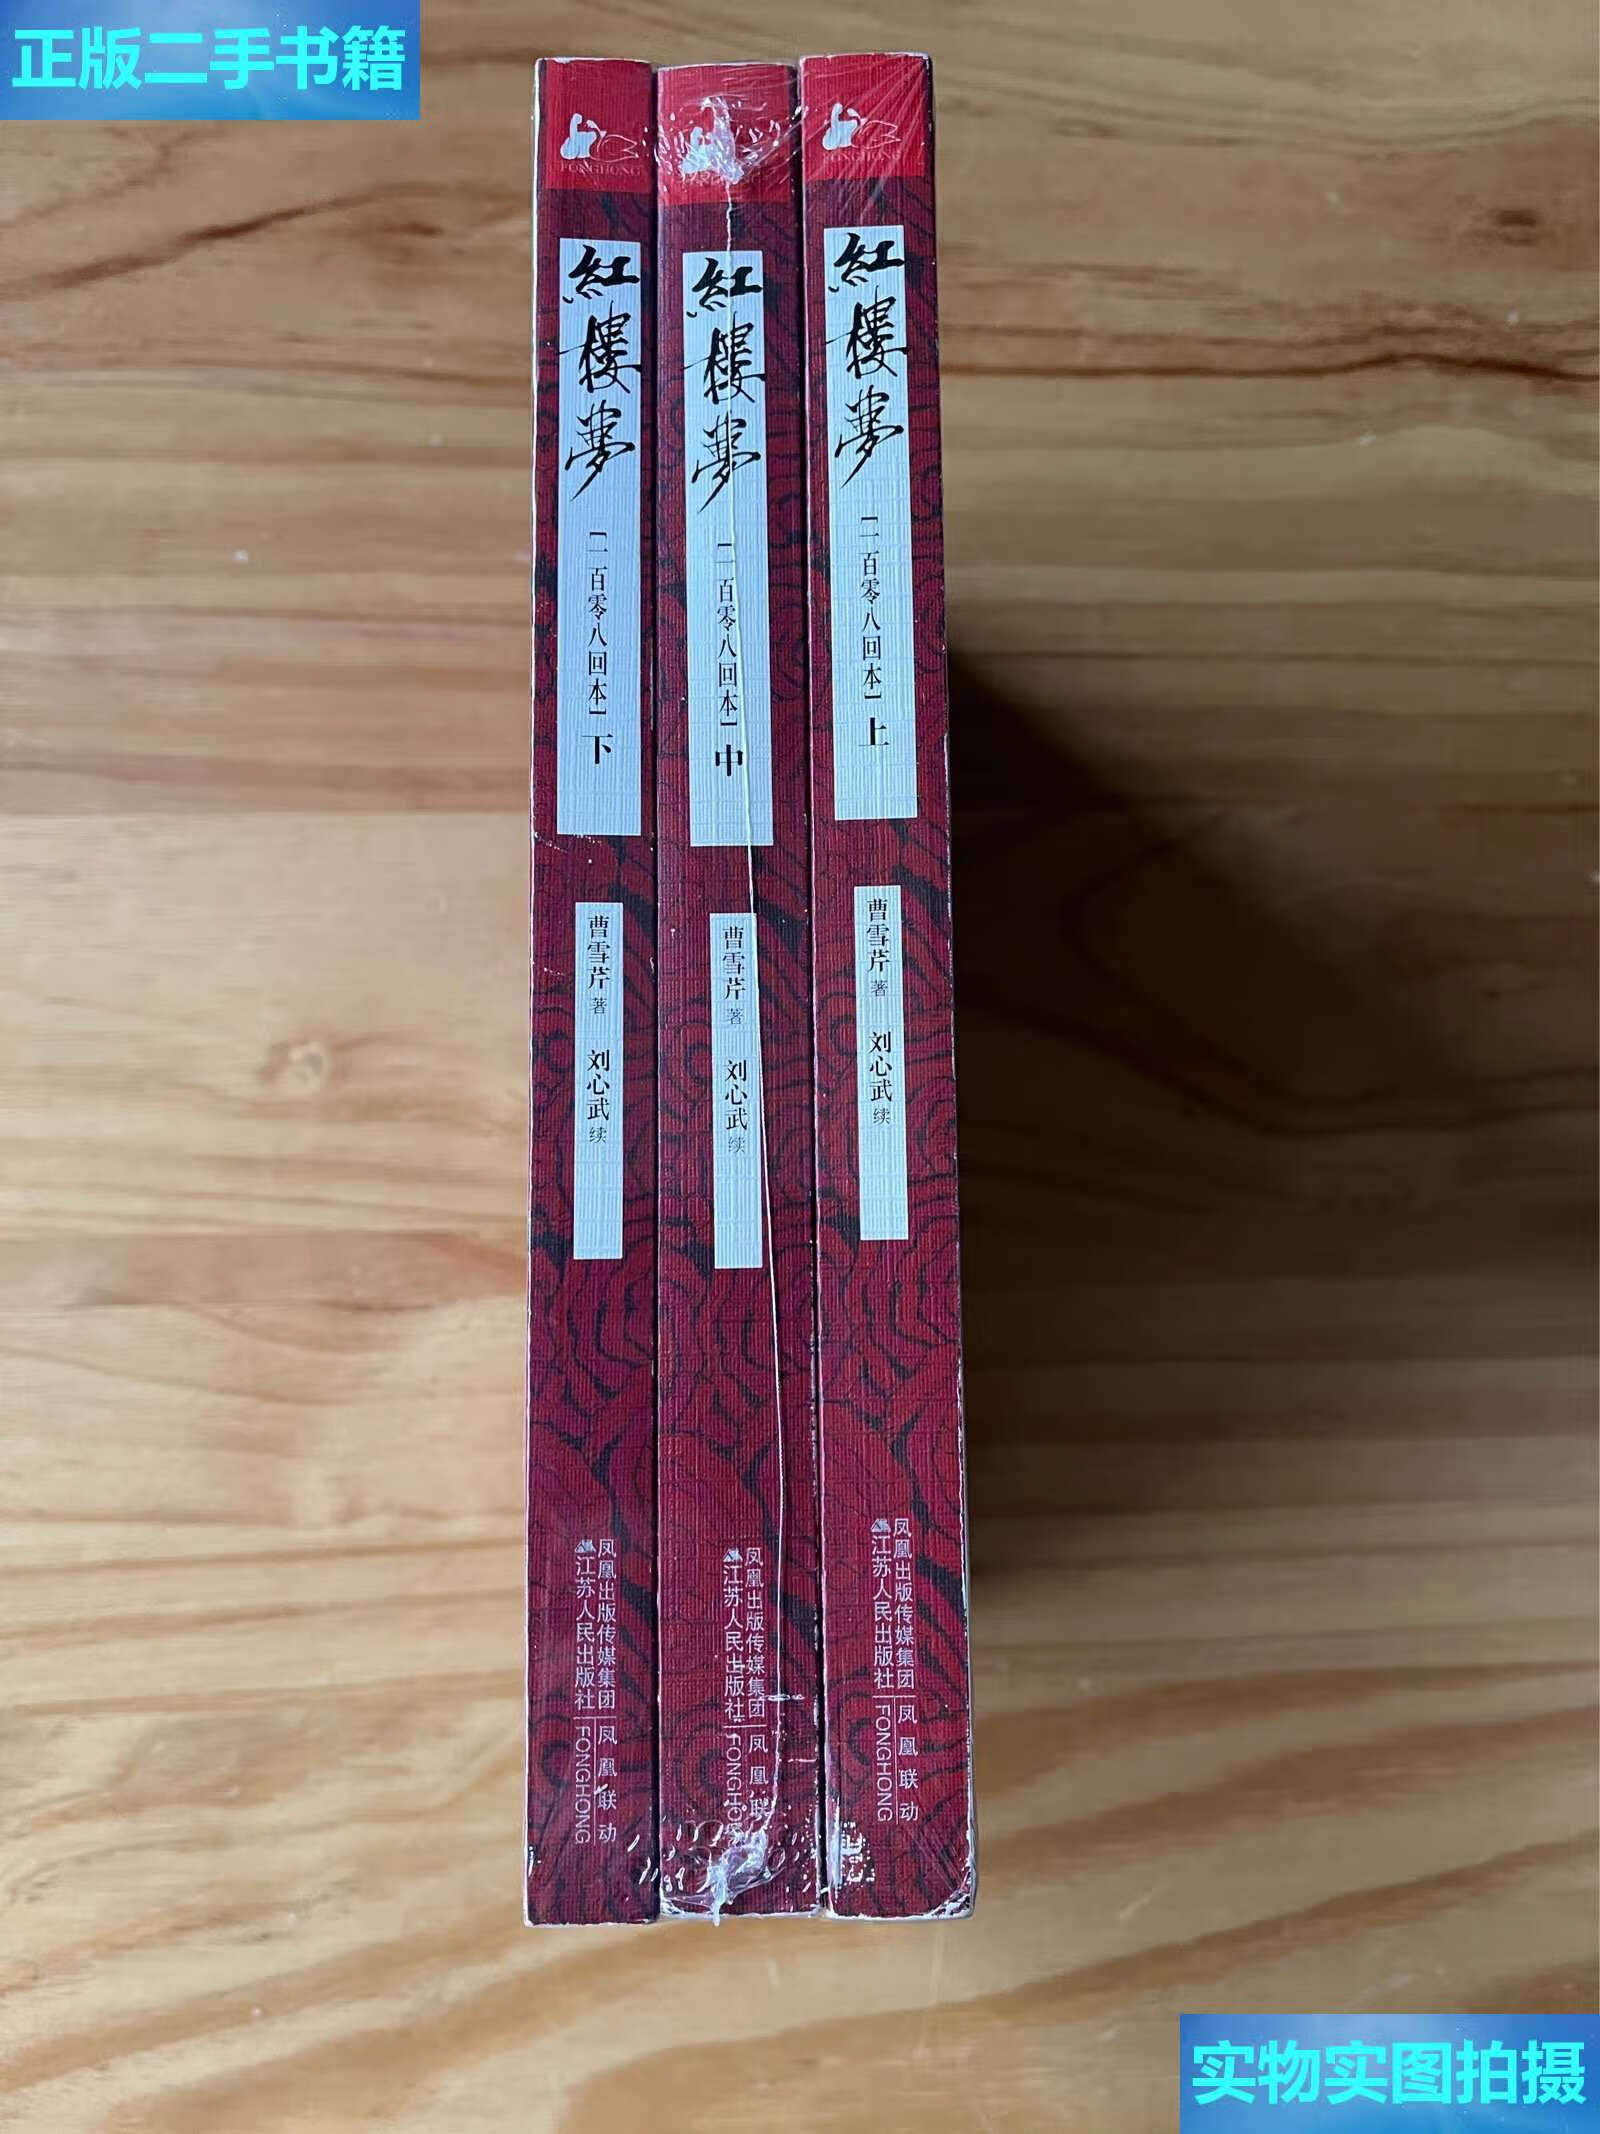 正版二手书籍
FONGHONG
紅樓夢
【一百零八回本】下
曹雪芹 著 刘心武 续
凤凰出版传媒集团
江苏人民出版社
凤凰联动
FONGHONG
紅樓夢
【一百零八回本】中
曹雪芹 著 刘心武 续
凤凰出版传媒集团
江苏人民出版社
凤凰联
FONGHO
FONGHONG
紅樓夢
【一百零八回本】上
曹雪芹 著 刘心武 续
凤凰出版传媒集团
江苏人民出版社
凤凰联动
FONGHONG
实物实图拍摄